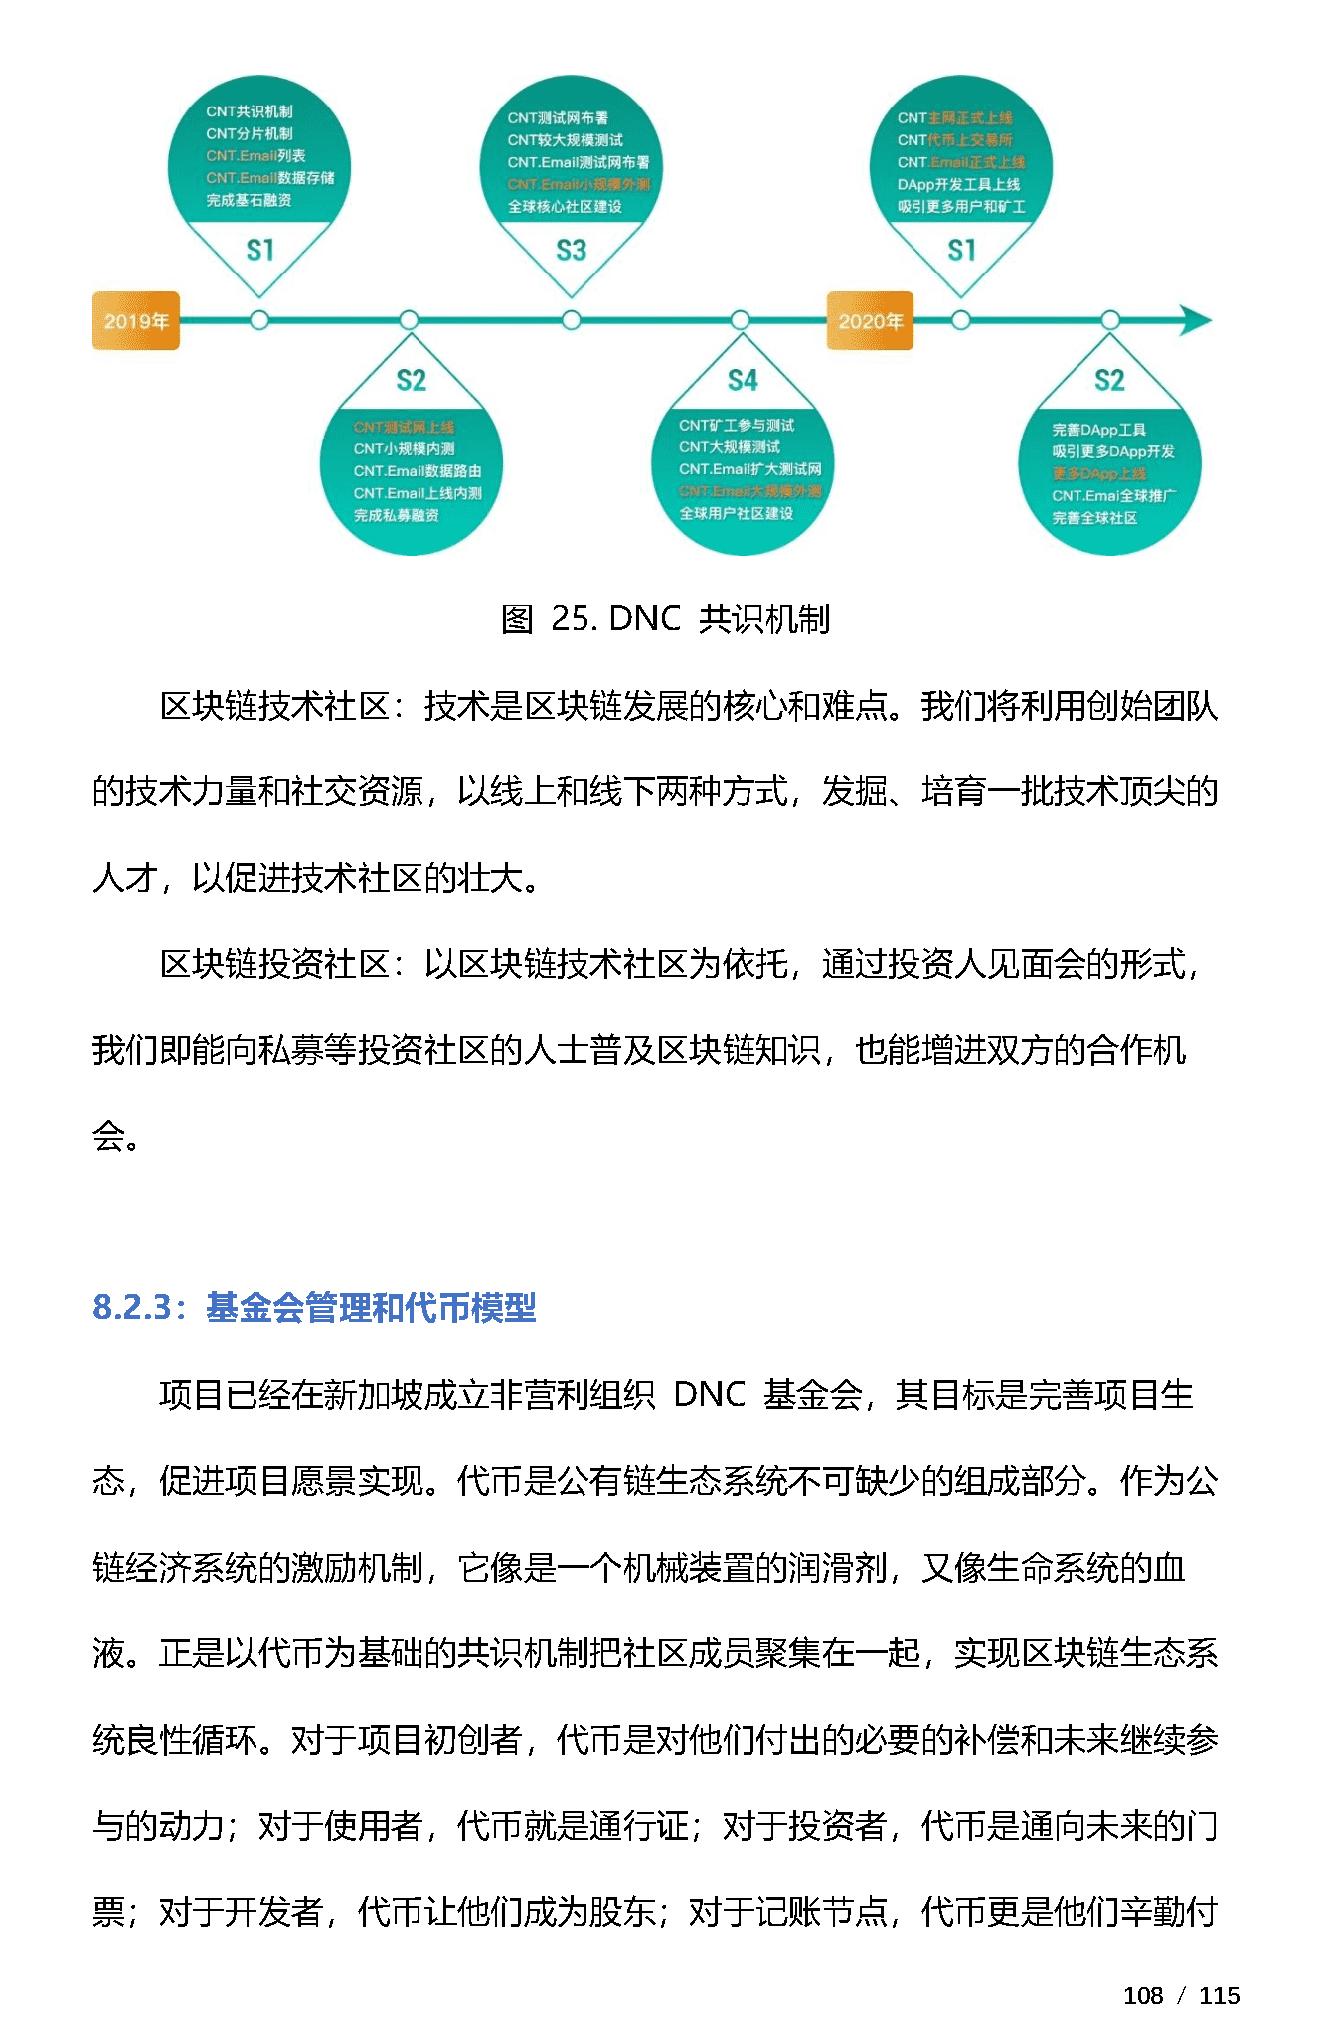 CNT共识机制
CNT分片机制
CNT.Email列表
CNT.Email数据存储
完成基石融资
S1
CNT测试网布署
CNT较大规模测试
CNT.Email测试网布署
CNT.Email小规模外测
全球核心社区建设
S3
CNT主网正式上线
CNT代币上交易所
CNT.Email正式上线
DApp开发工具上线
吸引更多用户和矿工
S1
2019年
2020年
S2
CNT测试网上线
CNT小规模内测
CNT.Email数据路由
CNT.Email上线内测
完成私募融资
S4
CNT矿工参与测试
CNT大规模测试
CNT.Email扩大测试网
CNT.Email大规模外测
全球用户社区建设
S2
完善DApp工具
吸引更多DApp开发
更多DApp上线
CNT.Emai全球推广
完善全球社区
图 25. DNC 共识机制
区块链技术社区：技术是区块链发展的核心和难点。我们将利用创始团队
的技术力量和社交资源，以线上和线下两种方式，发掘、培育一批技术顶尖的
人才，以促进技术社区的壮大。
区块链投资社区：以区块链技术社区为依托，通过投资人见面会的形式，
我们即能向私募等投资社区的人士普及区块链知识，也能增进双方的合作机
会。
8.2.3：基金会管理和代币模型
项目已经在新加坡成立非营利组织 DNC 基金会，其目标是完善项目生
态，促进项目愿景实现。代币是公有链生态系统不可缺少的组成部分。作为公
链经济系统的激励机制，它像是一个机械装置的润滑剂，又像生命系统的血
液。正是以代币为基础的共识机制把社区成员聚集在一起，实现区块链生态系
统良性循环。对于项目初创者，代币是对他们付出的必要的补偿和未来继续参
与的动力；对于使用者，代币就是通行证；对于投资者，代币是通向未来的门
票；对于开发者，代币让他们成为股东；对于记账节点，代币更是他们辛勤付
108 / 115